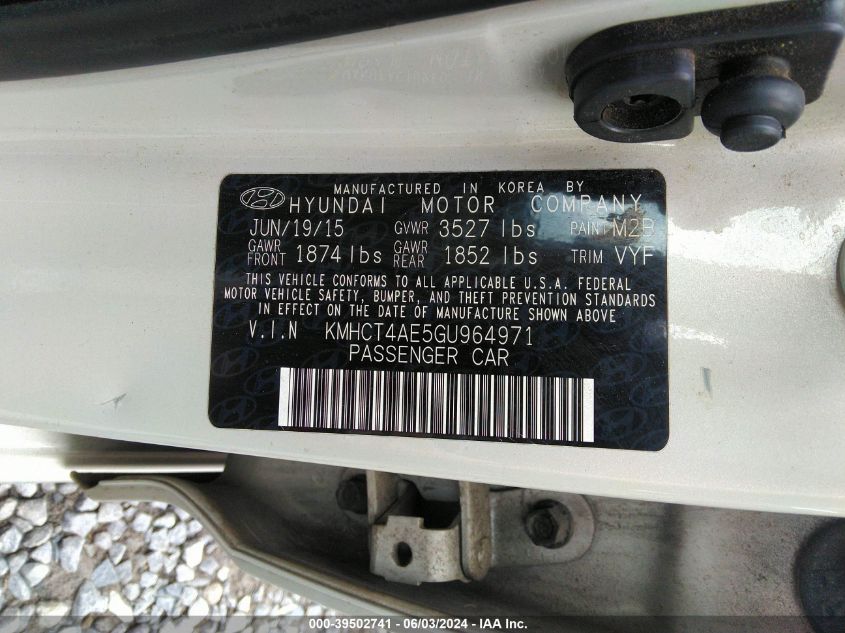 MANUFACTURED IN KOREA BY
HYUNDAI MOTOR COMPANY
JUN/19/15 GVWR 3527 lbs PAINT M2R
GAWR FRONT 1874 lbs GAWR REAR 1852 lbs TRIM VYF
THIS VEHICLE CONFORMS TO ALL APPLICABLE U.S.A. FEDERAL
MOTOR VEHICLE SAFETY, BUMPER, AND THEFT PREVENTION STANDARDS
IN EFFECT ON THE DATE OF MANUFACTURE SHOWN ABOVE
V.I.N KMHCT4AE5GU964971
PASSENGER CAR
000-39502741 - 06/03/2024 - IAA Inc.